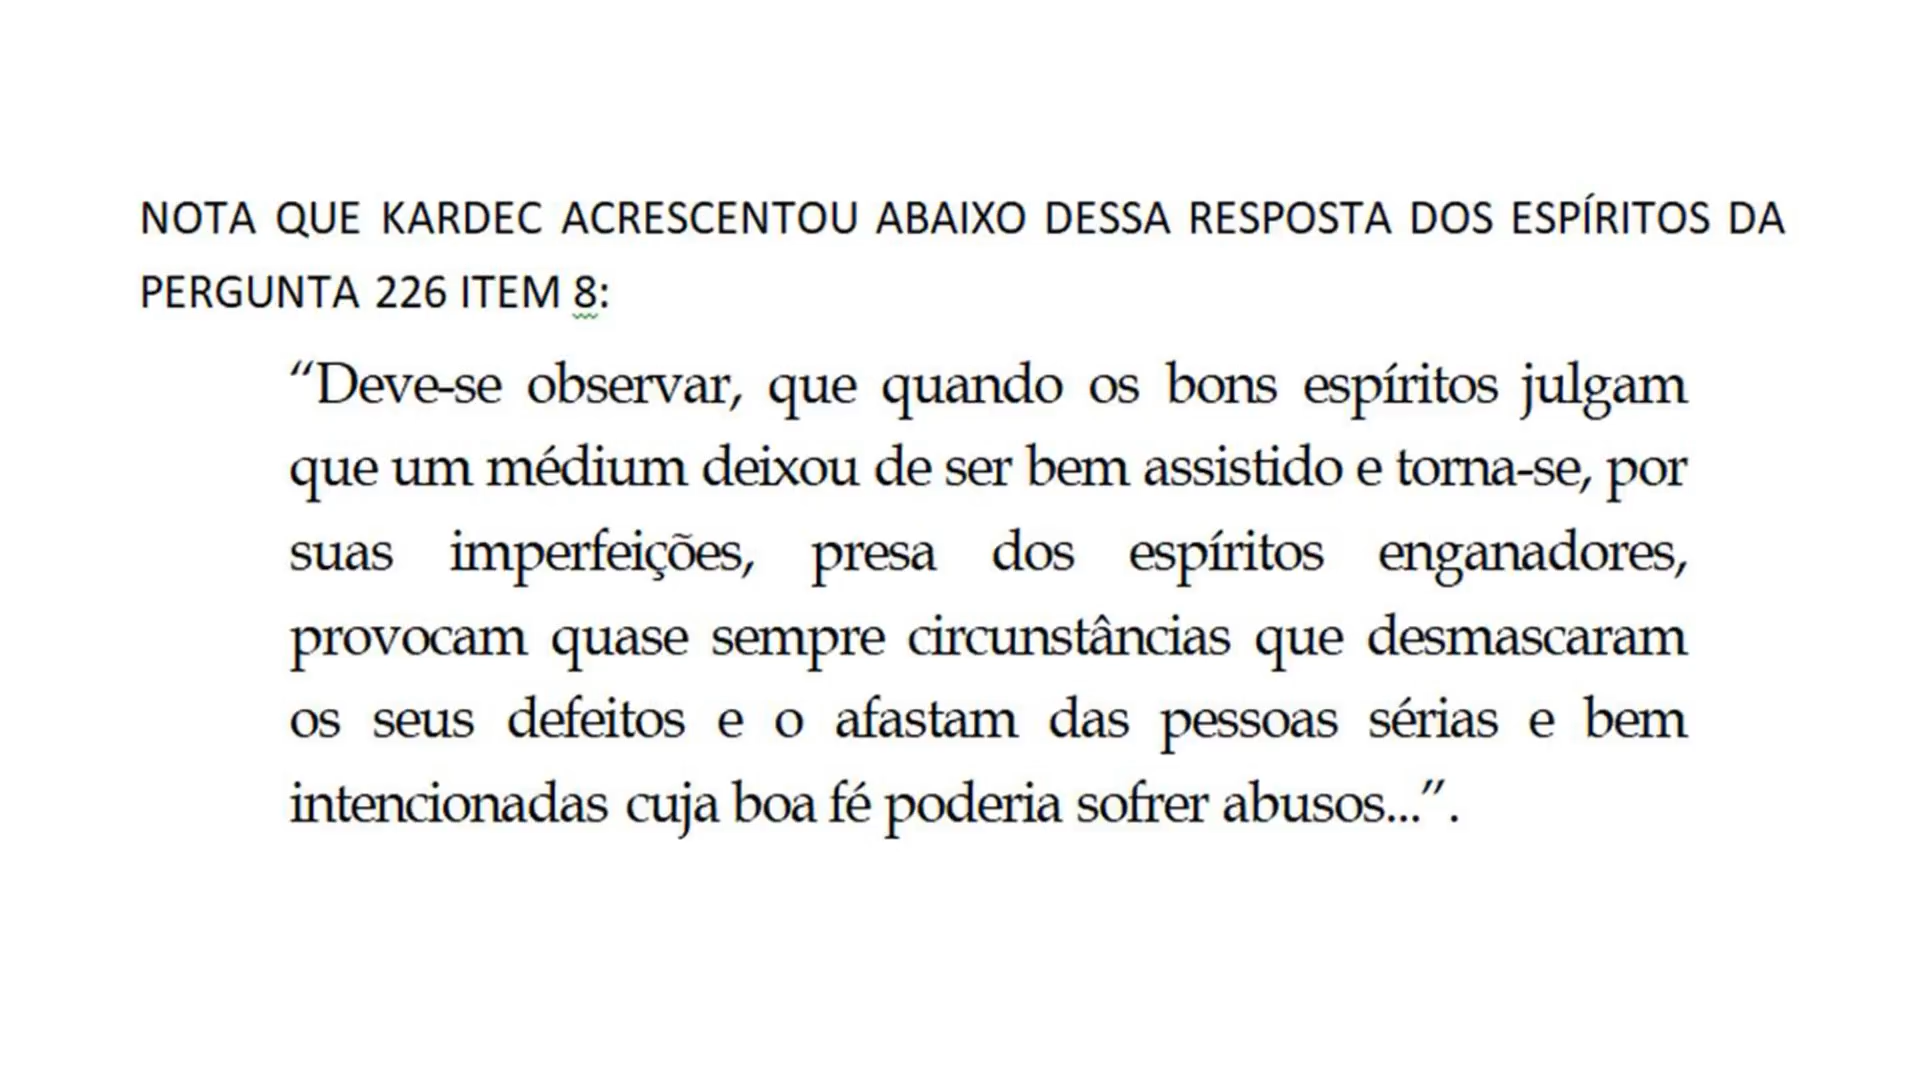 NOTA QUE KARDEC ACRESCENTOU ABAIXO DESSA RESPOSTA DOS ESPÍRITOS DA
PERGUNTA 226 ITEM 8:
“Deve-se observar, que quando os bons espíritos julgam
que um médium deixou de ser bem assistido e torna-se, por
suas imperfeições, presa dos espíritos enganadores,
provocam quase sempre circunstâncias que desmascaram
os seus defeitos e o afastam das pessoas sérias e bem
intencionadas cuja boa fé poderia sofrer abusos...”.